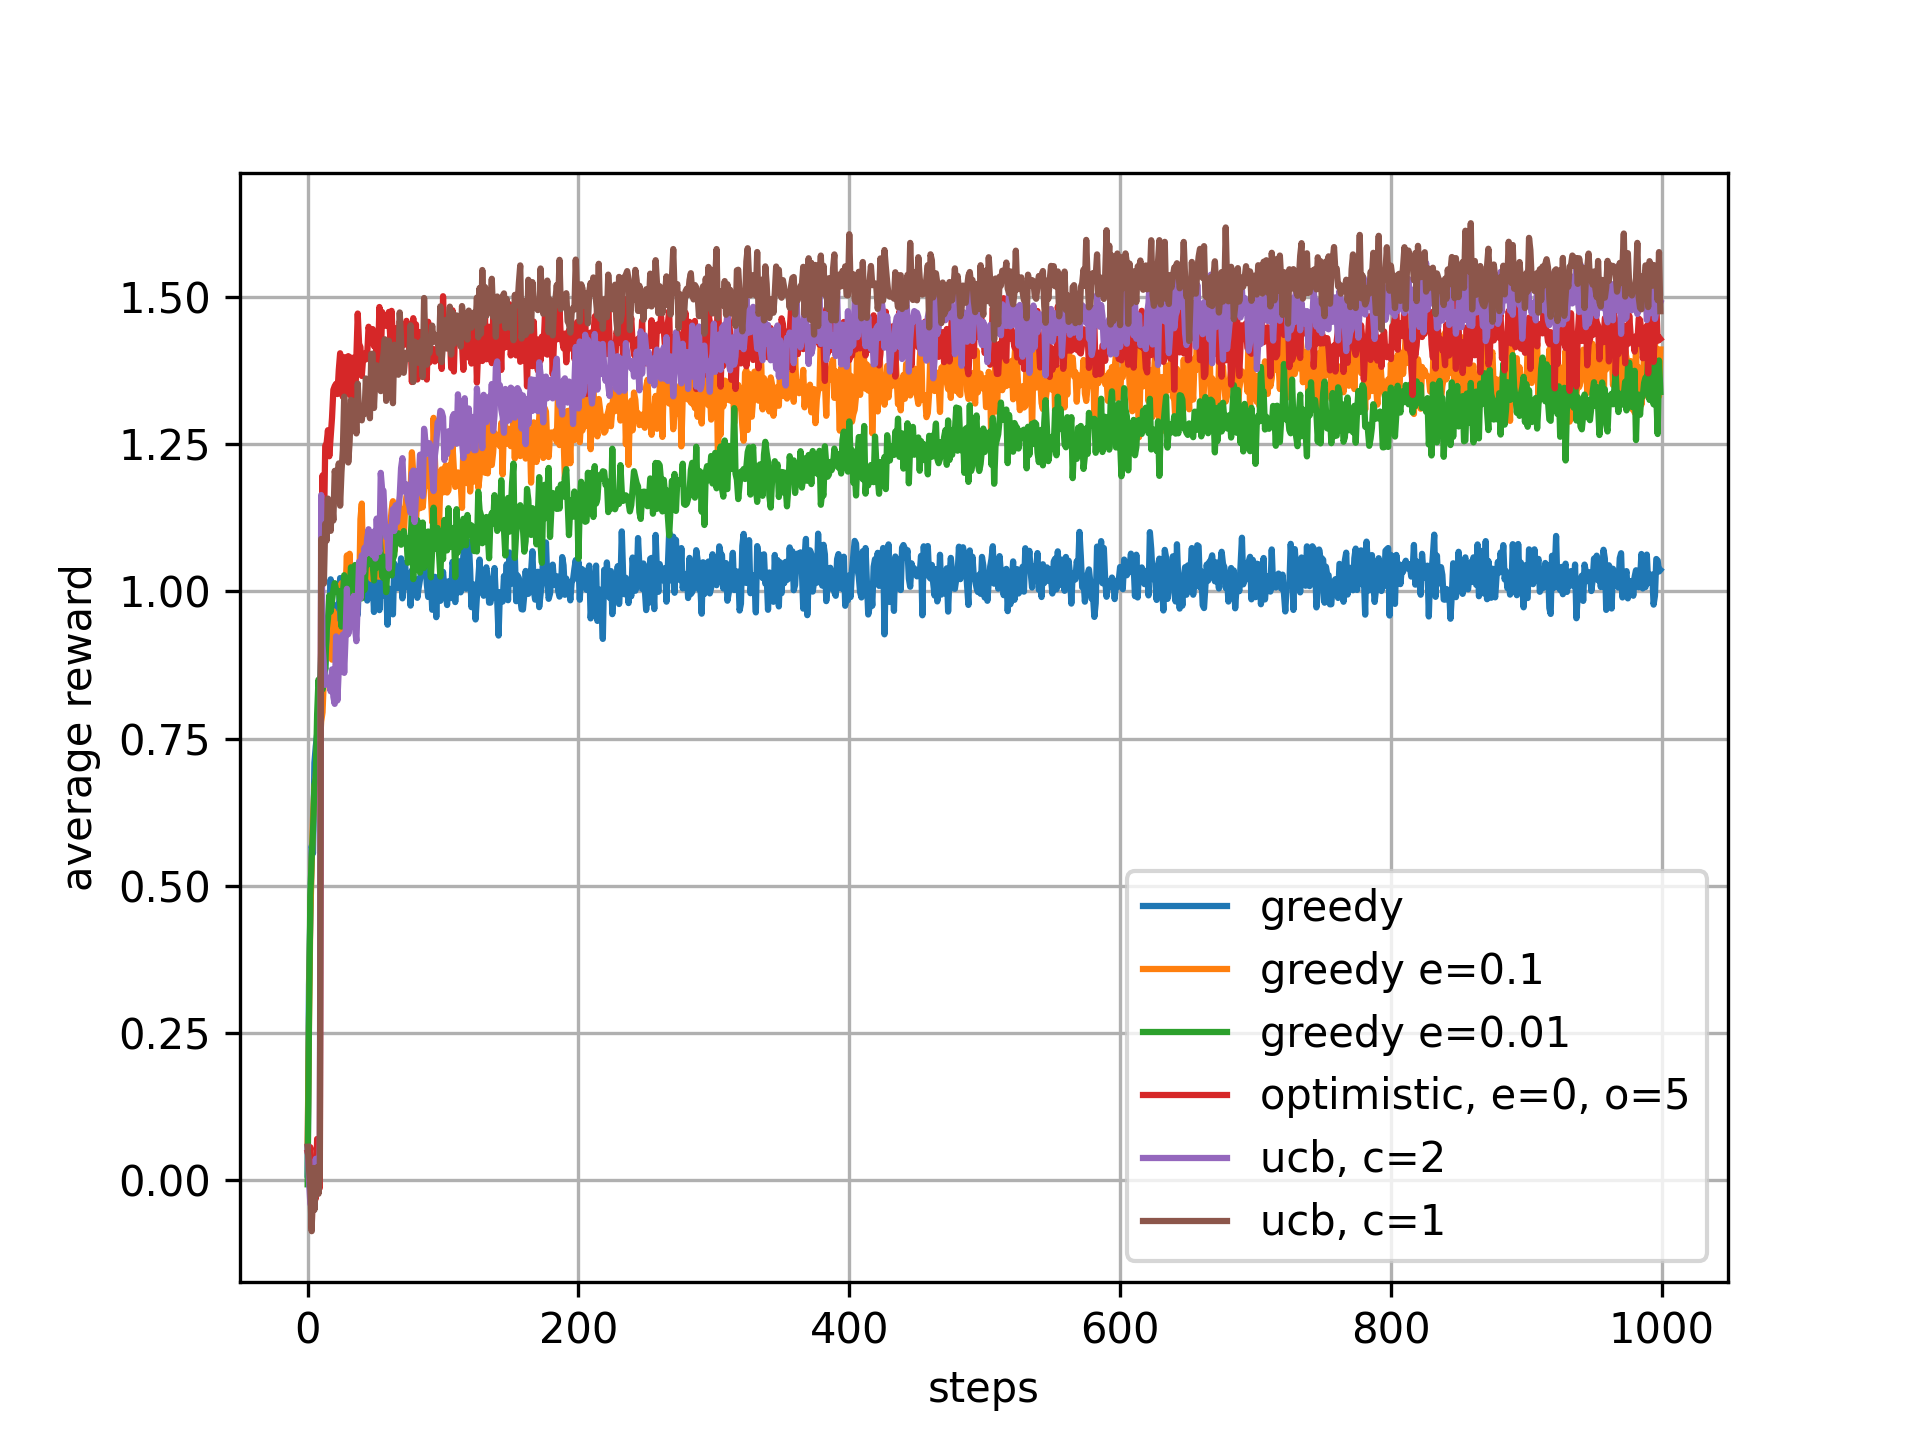 1.50
1.25
1.00
0.75
0.50
0.25
0.00
average reward
0 200 400 600 800 1000
steps
greedy
greedy e=0.1
greedy e=0.01
optimistic, e=0, o=5
ucb, c=2
ucb, c=1